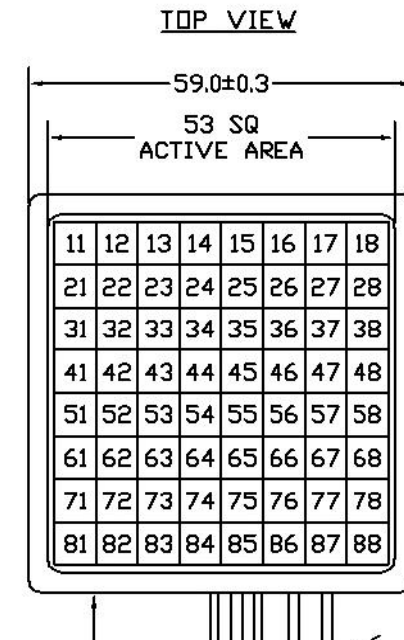 TOP VIEW
59.0±0.3
53 SQ
ACTIVE AREA
11 12 13 14 15 16 17 18
21 22 23 24 25 26 27 28
31 32 33 34 35 36 37 38
41 42 43 44 45 46 47 48
51 52 53 54 55 56 57 58
61 62 63 64 65 66 67 68
71 72 73 74 75 76 77 78
81 82 83 84 85 B6 87 88